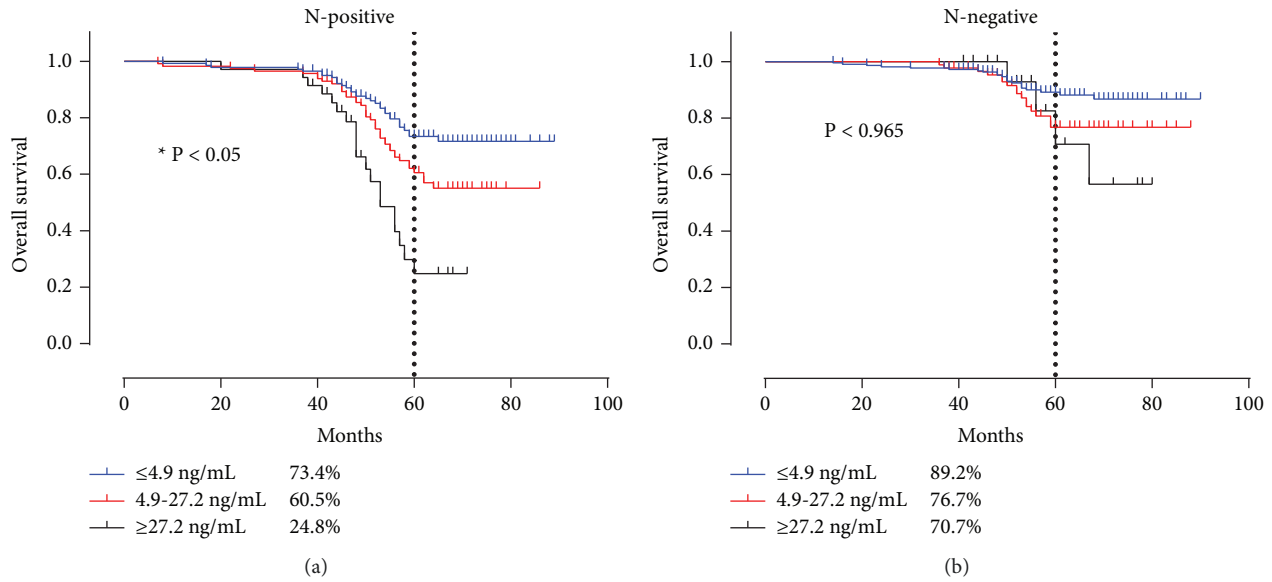 N-positive
1.0
0.8
0.6
0.4
0.2
0.0
Overall survival
* P < 0.05
0 20 40 60 80 100
Months
≤4.9 ng/mL 73.4%
4.9-27.2 ng/mL 60.5%
≥27.2 ng/mL 24.8%
(a)
N-negative
1.0
0.8
0.6
0.4
0.2
0.0
Overall survival
P < 0.965
0 20 40 60 80 100
Months
≤4.9 ng/mL 89.2%
4.9-27.2 ng/mL 76.7%
≥27.2 ng/mL 70.7%
(b)